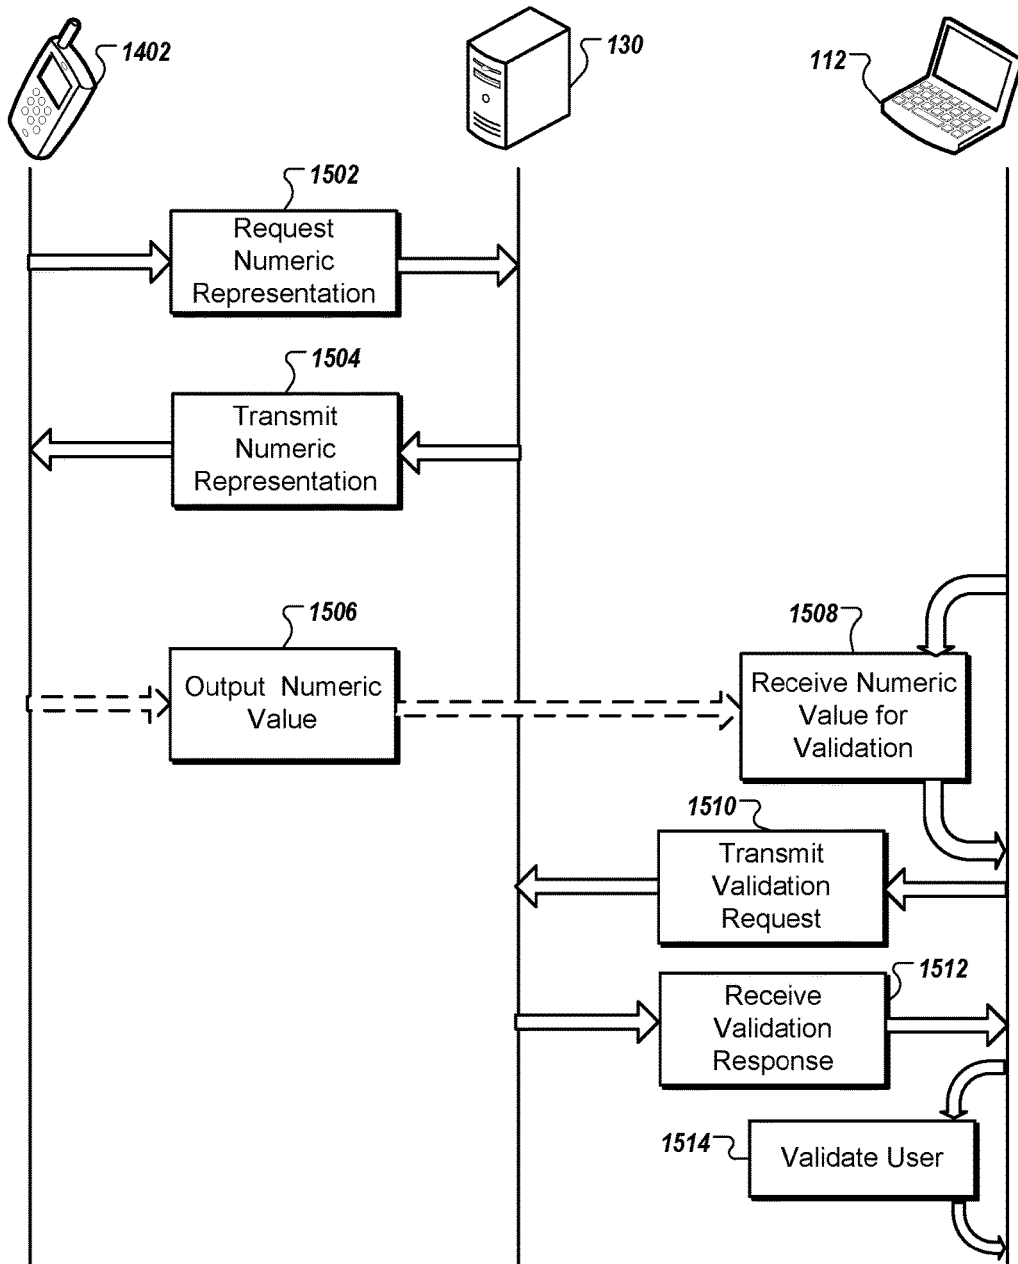 1402
130
112
1502
Request
Numeric
Representation
1504
Transmit
Numeric
Representation
1506
Output Numeric
Value
1508
Receive Numeric
Value for
Validation
1510
Transmit
Validation
Request
1512
Receive
Validation
Response
1514
Validate User